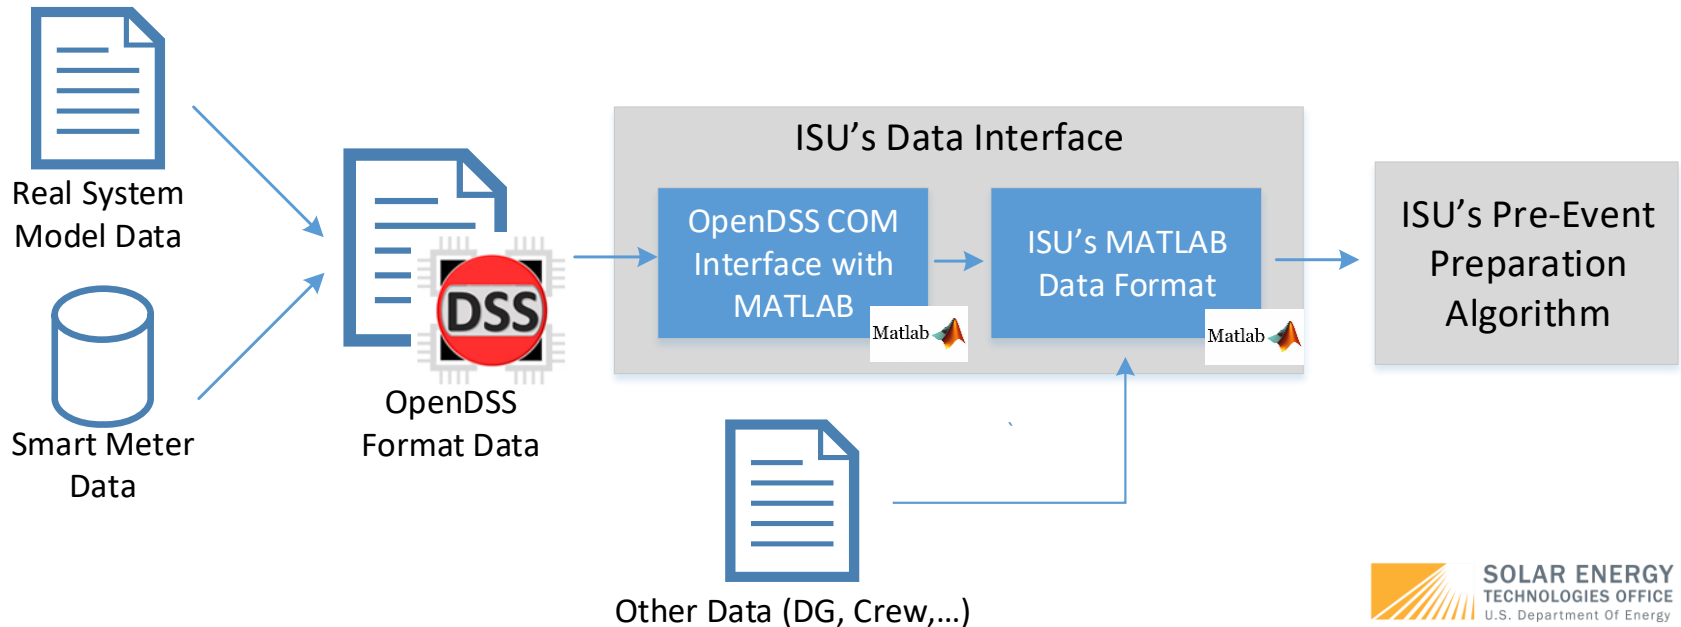 Real System
Model Data
Smart Meter
Data
DSS
OpenDSS
Format Data
ISU's Data Interface
OpenDSS COM
Interface with
MATLAB
Matlab
ISU's MATLAB
Data Format
Matlab
Other Data (DG, Crew,...)
`
ISU's Pre-Event
Preparation
Algorithm
SOLAR ENERGY
TECHNOLOGIES OFFICE
U.S. Department Of Energy